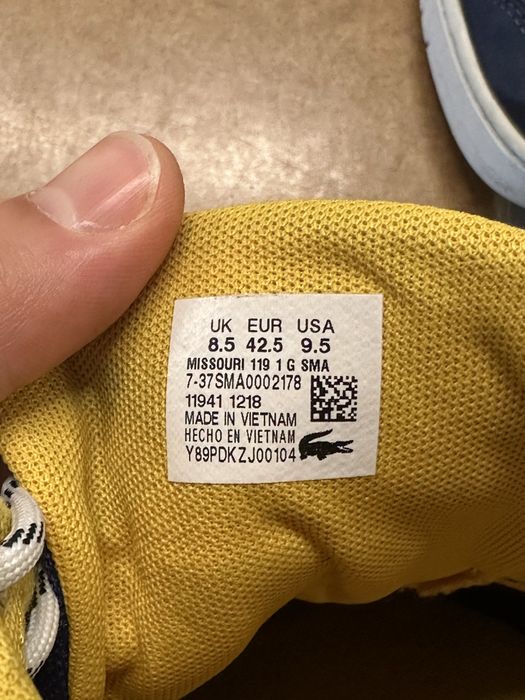 UK EUR USA
8.5 42.5 9.5
MISSOURI 119 1 G SMA
7-37SMA0002178
11941 1218
MADE IN VIETNAM
HECHO EN VIETNAM
Y89PDKZJ00104